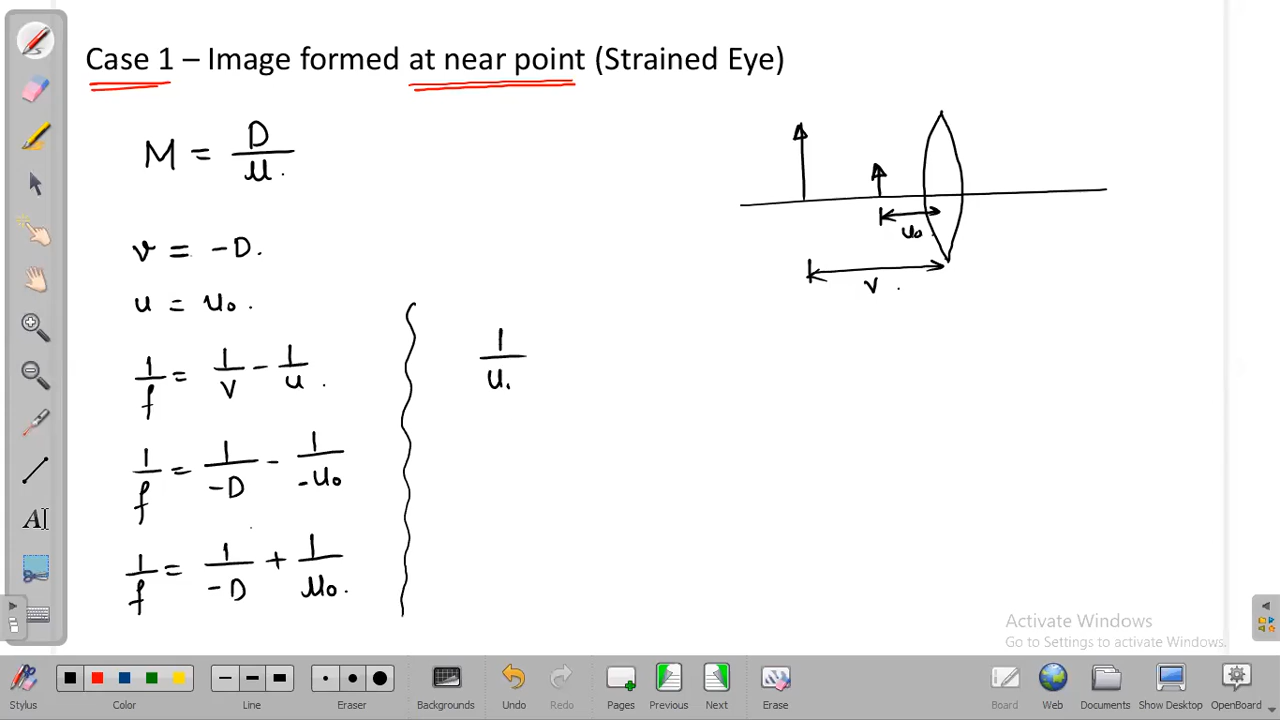 Case 1 – Image formed at near point (Strained Eye)
M = D/u.
v = -D.
u = u₀.
1/f = 1/v - 1/u.
1/f = 1/-D - 1/-u₀
1/f = 1/-D + 1/u₀.
1/u.
u₀.
v.
Activate Windows
Go to Settings to activate Windows.
AI
Stylus
Color
Line
Eraser
Backgrounds
Undo
Redo
Pages
Previous
Next
Erase
Board
Web
Documents
Show Desktop
OpenBoard